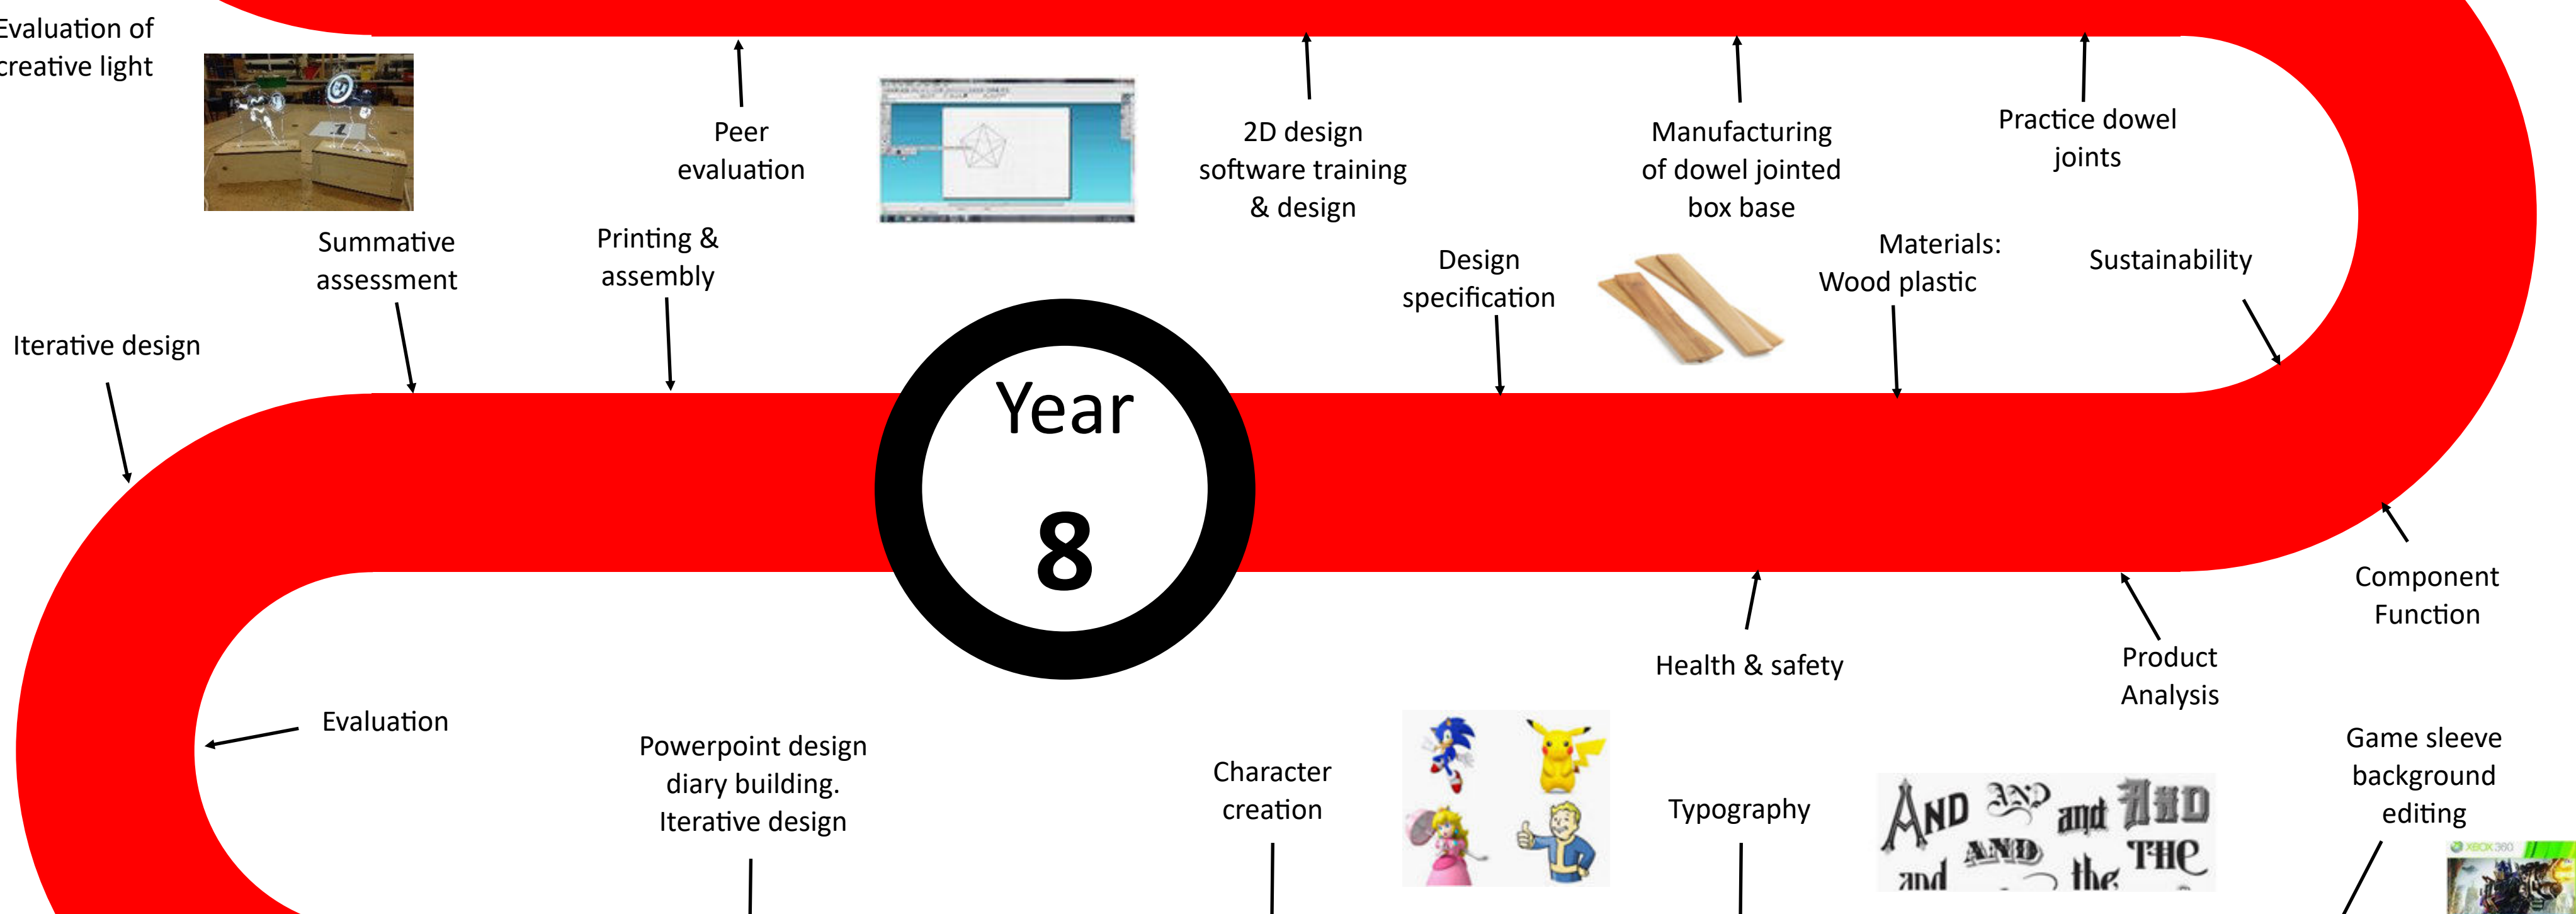 Evaluation of
creative light
Peer
evaluation
2D design
software training
& design
Manufacturing
of dowel jointed
box base
Practice dowel
joints
Summative
assessment
Printing &
assembly
Design
specification
Materials:
Wood plastic
Sustainability
Iterative design
Year
8
Component
Function
Health & safety
Product
Analysis
Evaluation
Powerpoint design
diary building.
Iterative design
Character
creation
Typography
AND AND and AND
AND THE
and the
Game sleeve
background
editing
XBOX 360